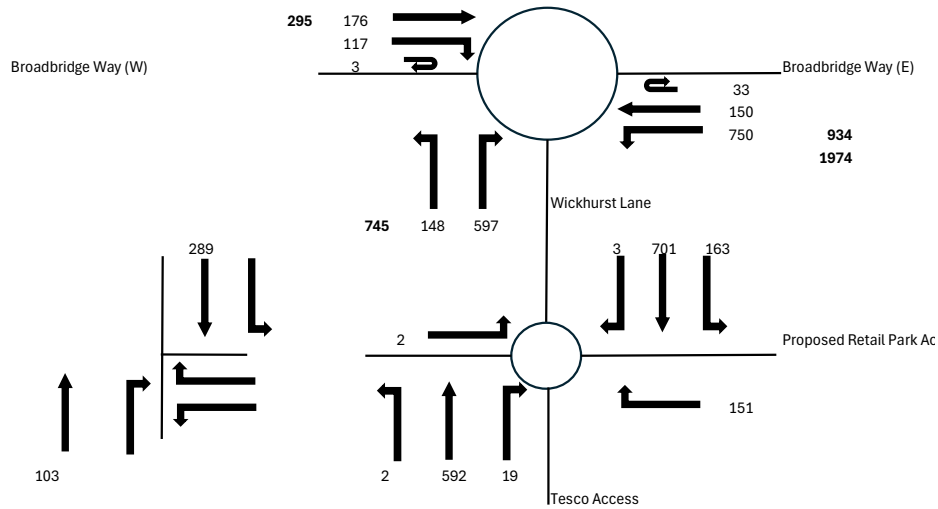 295 176
117
3
Broadbridge Way (W)
Broadbridge Way (E)
33
150
750 934
1974
Wickhurst Lane
745 148 597
289
3 701 163
2
Proposed Retail Park Ac
151
103
2 592 19
Tesco Access